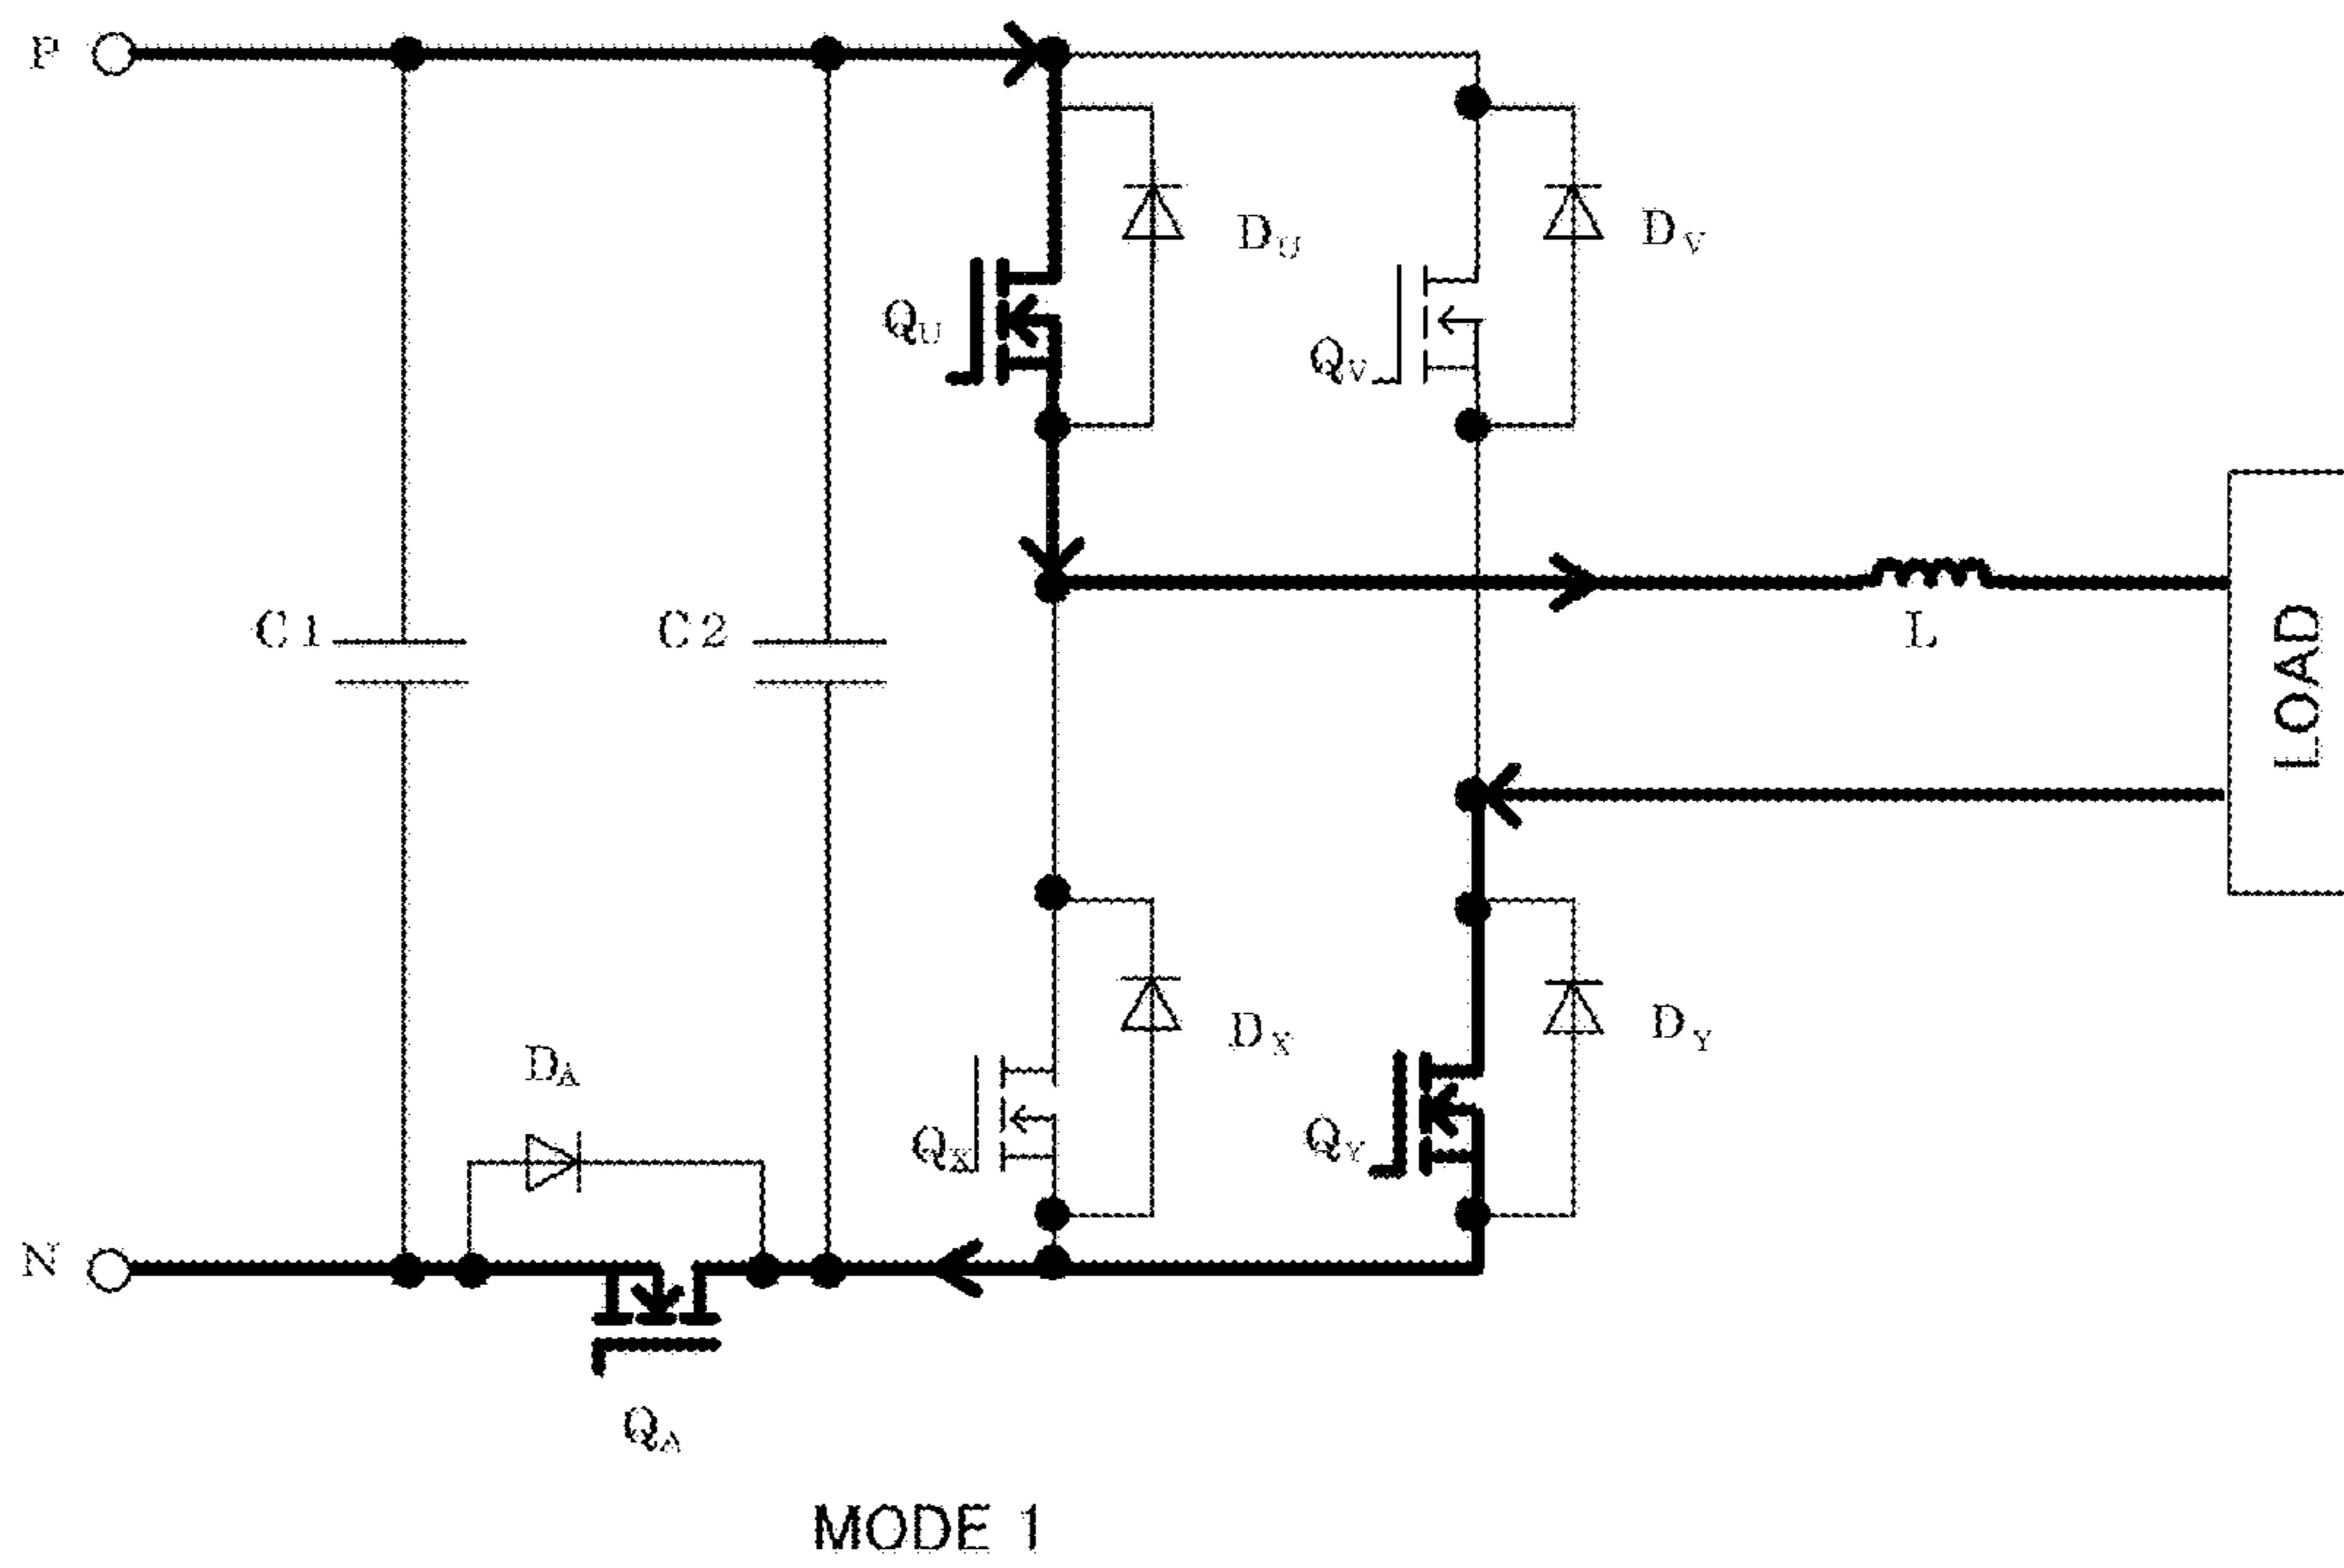 P
D_U
D_V
Q_U
Q_V
C1
C2
L
LOAD
D_X
D_Y
D_A
Q_X
Q_Y
N
Q_A
MODE 1